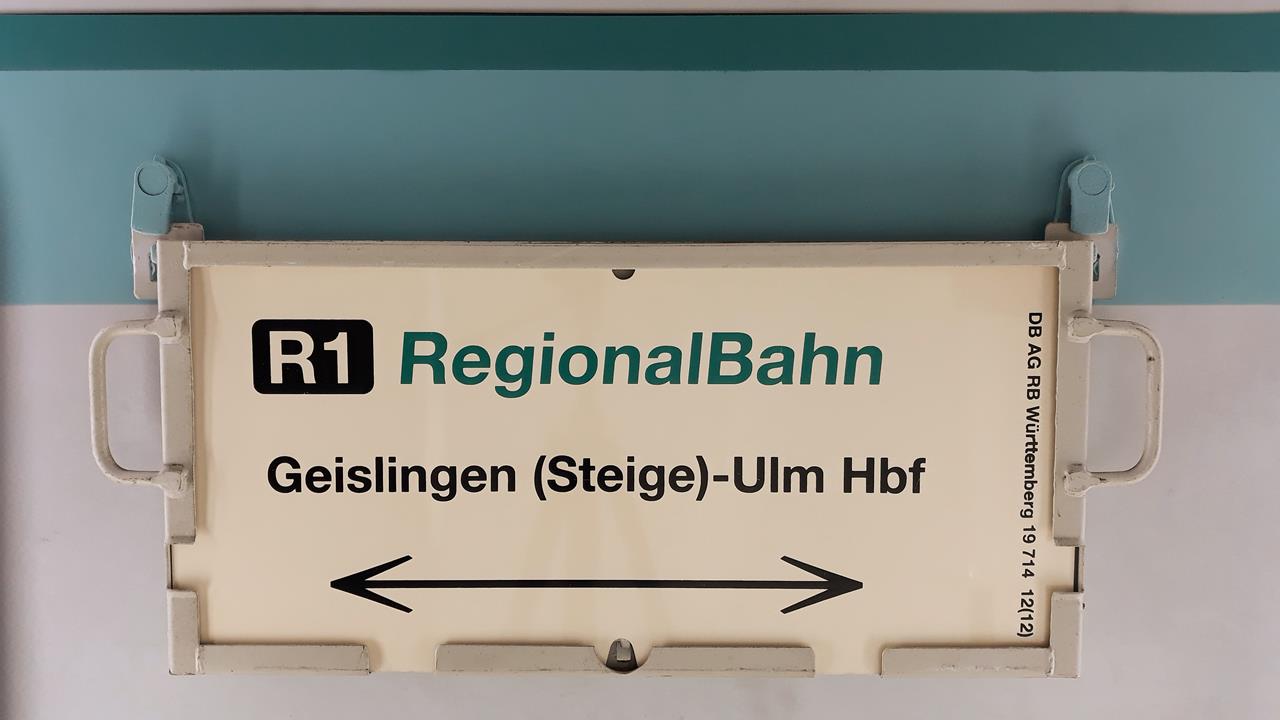 R1 RegionalBahn
Geislingen (Steige)-Ulm Hbf
DB AG RB Württemberg 19 714 12(12)